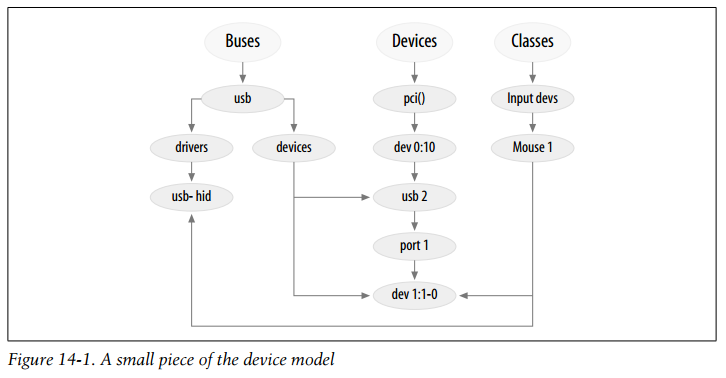 Buses Devices Classes
usb pci() Input devs
drivers devices dev 0:10 Mouse 1
usb- hid usb 2
port 1
dev 1:1-0
Figure 14-1. A small piece of the device model